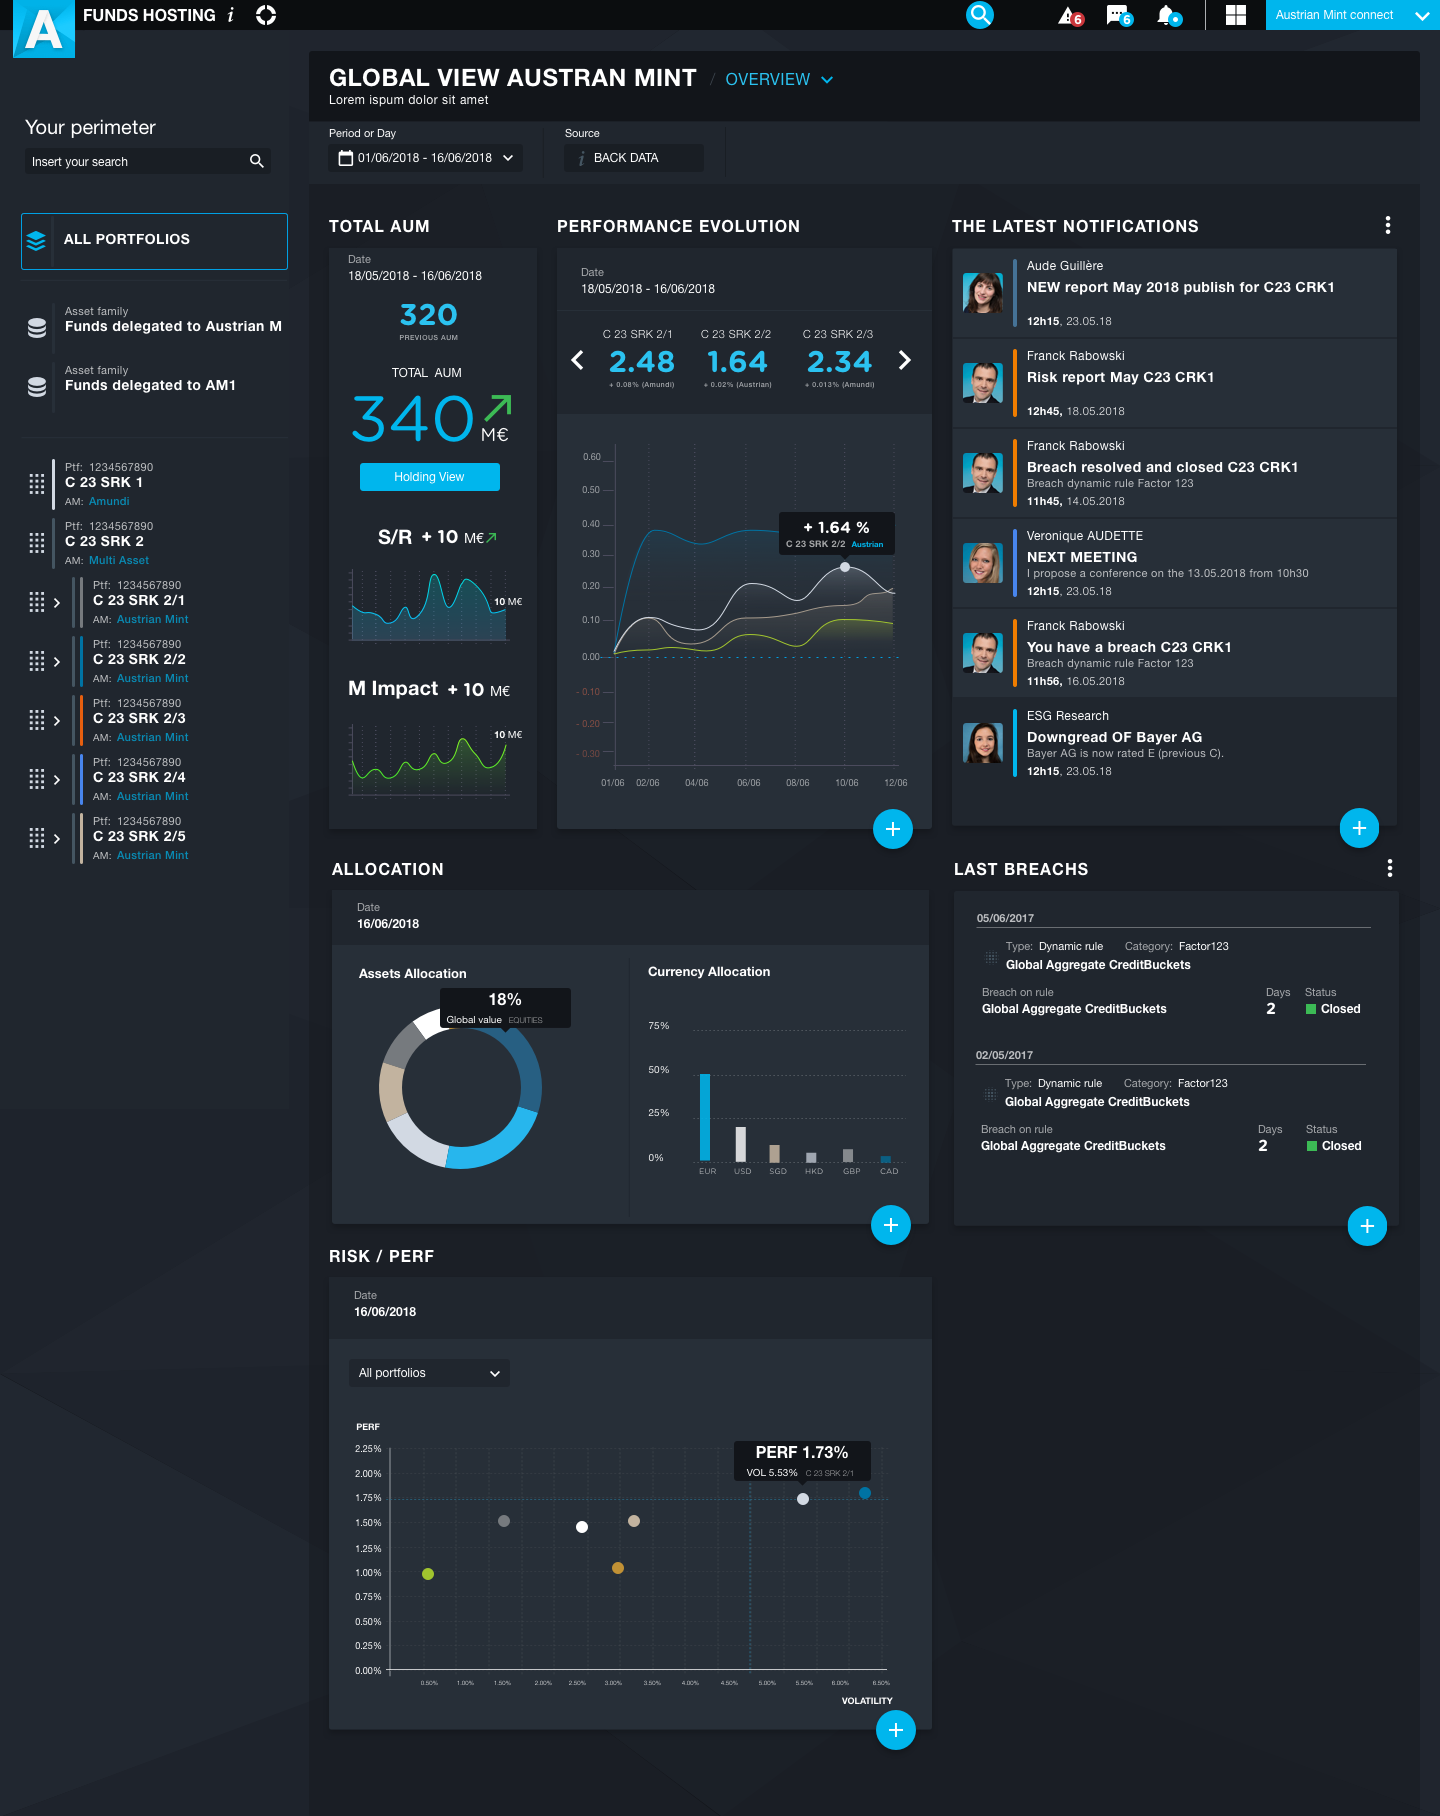 A
FUNDS HOSTING i
6
6
Austrian Mint connect
GLOBAL VIEW AUSTRAN MINT / OVERVIEW
Lorem ispum dolor sit amet
Period or Day
01/06/2018 - 16/06/2018
Source
i BACK DATA
Your perimeter
Insert your search
ALL PORTFOLIOS
Asset family
Funds delegated to Austrian M
Asset family
Funds delegated to AM1
Ptf: 1234567890
C 23 SRK 1
AM: Amundi
Ptf: 1234567890
C 23 SRK 2
AM: Multi Asset
Ptf: 1234567890
C 23 SRK 2/1
AM: Austrian Mint
Ptf: 1234567890
C 23 SRK 2/2
AM: Austrian Mint
Ptf: 1234567890
C 23 SRK 2/3
AM: Austrian Mint
Ptf: 1234567890
C 23 SRK 2/4
AM: Austrian Mint
Ptf: 1234567890
C 23 SRK 2/5
AM: Austrian Mint
TOTAL AUM
Date
18/05/2018 - 16/06/2018
320
PREVIOUS AUM
TOTAL AUM
340 M€
Holding View
S/R + 10 M€
10 M€
M Impact + 10 M€
10 M€
PERFORMANCE EVOLUTION
Date
18/05/2018 - 16/06/2018
C 23 SRK 2/1
2.48
+ 0.08% (Amundi)
C 23 SRK 2/2
1.64
+ 0.02% (Austrian)
C 23 SRK 2/3
2.34
+ 0.013% (Amundi)
0.60
0.50
0.40
0.30
0.20
0.10
0.00
- 0.10
- 0.20
- 0.30
+ 1.64 %
C 23 SRK 2/2 Austrian
01/06 02/06 04/06 06/06 08/06 10/06 12/06
THE LATEST NOTIFICATIONS
Aude Guillère
NEW report May 2018 publish for C23 CRK1
12h15, 23.05.18
Franck Rabowski
Risk report May C23 CRK1
12h45, 18.05.2018
Franck Rabowski
Breach resolved and closed C23 CRK1
Breach dynamic rule Factor 123
11h45, 14.05.2018
Veronique AUDETTE
NEXT MEETING
I propose a conference on the 13.05.2018 from 10h30
12h15, 23.05.18
Franck Rabowski
You have a breach C23 CRK1
Breach dynamic rule Factor 123
11h56, 16.05.2018
ESG Research
Downgread OF Bayer AG
Bayer AG is now rated E (previous C).
12h15, 23.05.18
ALLOCATION
Date
16/06/2018
Assets Allocation
18%
Global value EQUITIES
Currency Allocation
75%
50%
25%
0%
EUR USD SGD HKD GBP CAD
LAST BREACHS
05/06/2017
Type: Dynamic rule Category: Factor123
Global Aggregate CreditBuckets
Breach on rule Days Status
Global Aggregate CreditBuckets 2 Closed
02/05/2017
Type: Dynamic rule Category: Factor123
Global Aggregate CreditBuckets
Breach on rule Days Status
Global Aggregate CreditBuckets 2 Closed
RISK / PERF
Date
16/06/2018
All portfolios
PERF
2.25%
2.00%
1.75%
1.50%
1.25%
1.00%
0.75%
0.50%
0.25%
0.00%
PERF 1.73%
VOL 5.53% C 23 SRK 2/1
0.50% 1.00% 1.50% 2.00% 2.50% 3.00% 3.50% 4.00% 4.50% 5.00% 5.50% 6.00% 6.50%
VOLATILITY